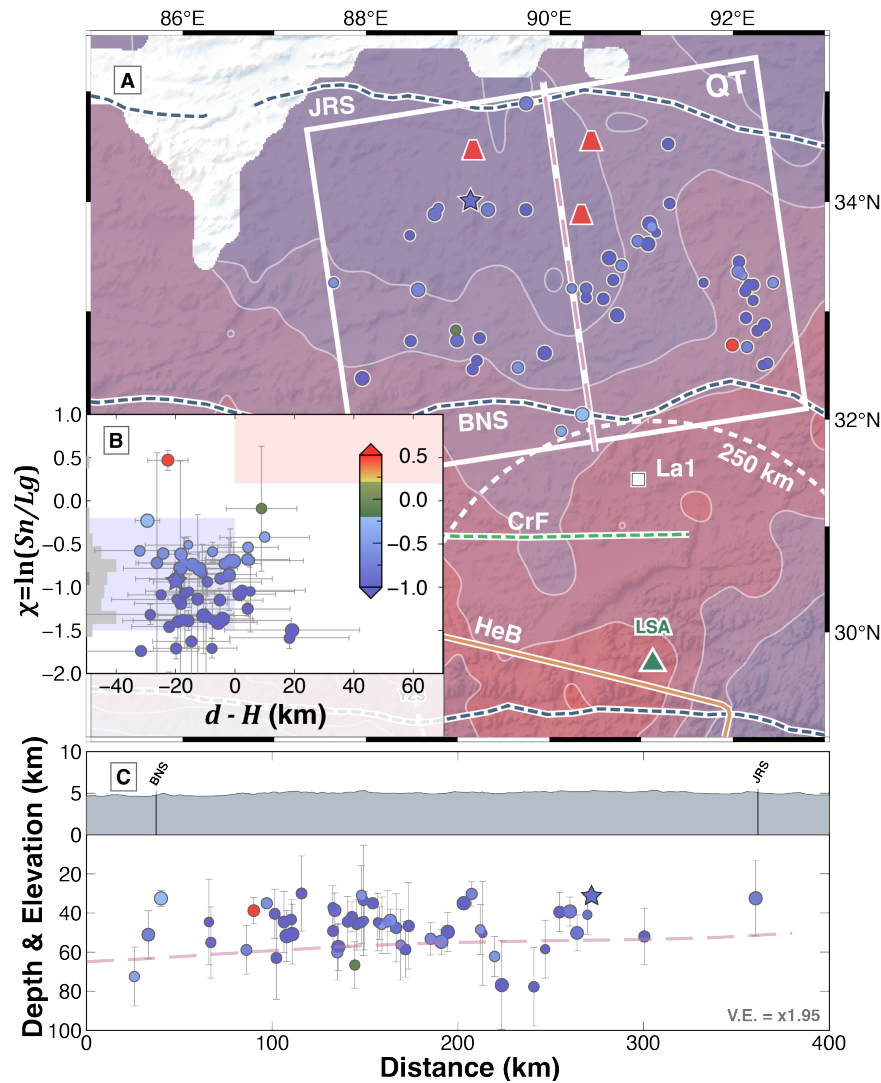 86°E 88°E 90°E 92°E
A
QT
JRS
34°N
BNS
32°N
La1
250 km
CrF
HeB
LSA
30°N
YZS
B
1.0
0.5
0.0
−0.5
−1.0
−1.5
−2.0
χ=ln(Sn/Lg)
0.5
0.0
−0.5
−1.0
−40 −20 0 20 40 60
d - H (km)
C
BNS
JRS
10
5
0
20
40
60
80
100
Depth & Elevation (km)
V.E. = x1.95
0 100 200 300 400
Distance (km)